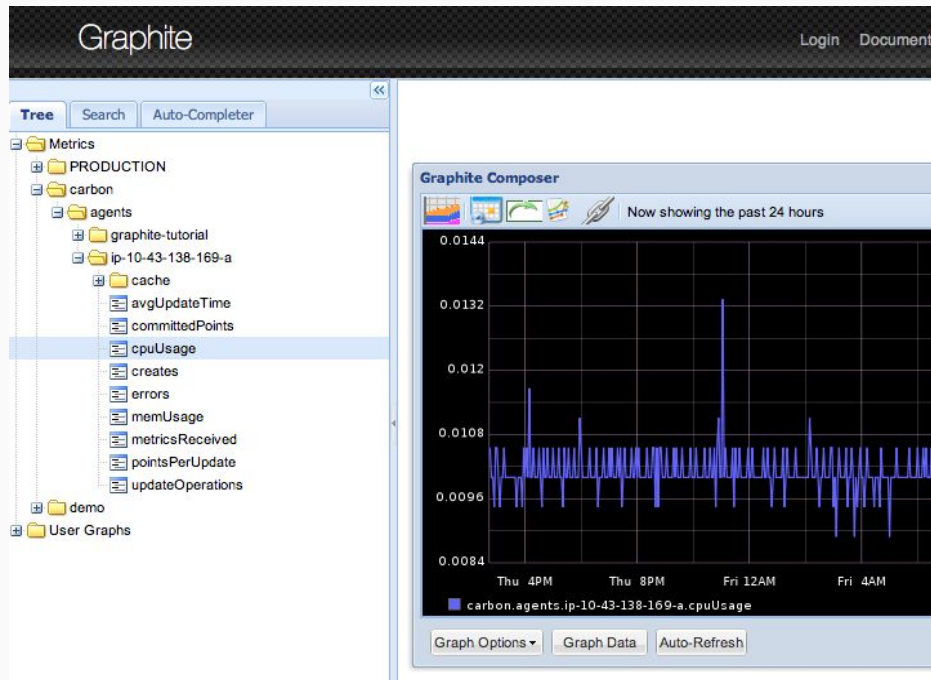 Graphite
Login Document
Tree Search Auto-Completer
Metrics
PRODUCTION
carbon
agents
graphite-tutorial
ip-10-43-138-169-a
cache
avgUpdateTime
committedPoints
cpuUsage
creates
errors
memUsage
metricsReceived
pointsPerUpdate
updateOperations
demo
User Graphs
Graphite Composer
Now showing the past 24 hours
0.0144
0.0132
0.012
0.0108
0.0096
0.0084
Thu 4PM Thu 8PM Fri 12AM Fri 4AM
carbon.agents.ip-10-43-138-169-a.cpuUsage
Graph Options Graph Data Auto-Refresh